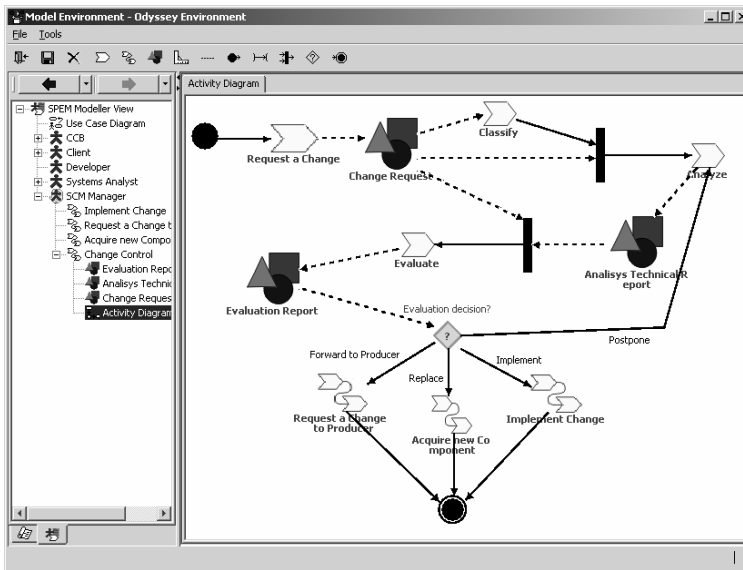 Model Environment - Odyssey Environment
File Tools
Activity Diagram
SPEM Modeller View
Use Case Diagram
CCB
Client
Developer
Systems Analyst
SCM Manager
Implement Change
Request a Change t
Acquire new Compo
Change Control
Evaluation Repo
Analisys Technic
Change Reques
Activity Diagram
Request a Change
Change Request
Classify
Analyze
Evaluate
Analisys Technical R
eport
Evaluation Report
Evaluation decision?
?
Postpone
Forward to Producer
Replace
Implement
Request a Change
to Producer
Acquire new Co
mponent
Implement Change